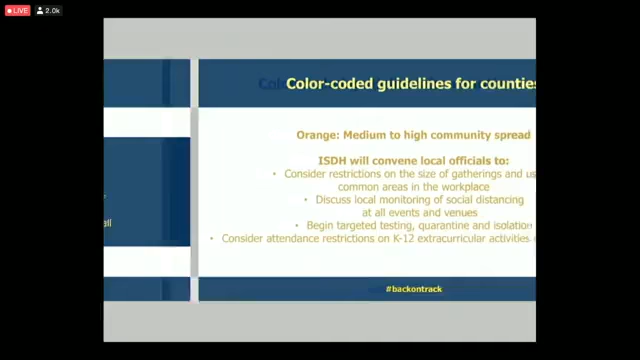 LIVE 2.0k
Color-coded guidelines for counties
Orange: Medium to high community spread
ISDH will convene local officials to:
• Consider restrictions on the size of gatherings and
common areas in the workplace
• Discuss local monitoring of social distancing
at all events and venues
• Begin targeted testing, quarantine and isolation
• Consider attendance restrictions on K-12 extracurricular activities
#backontrack